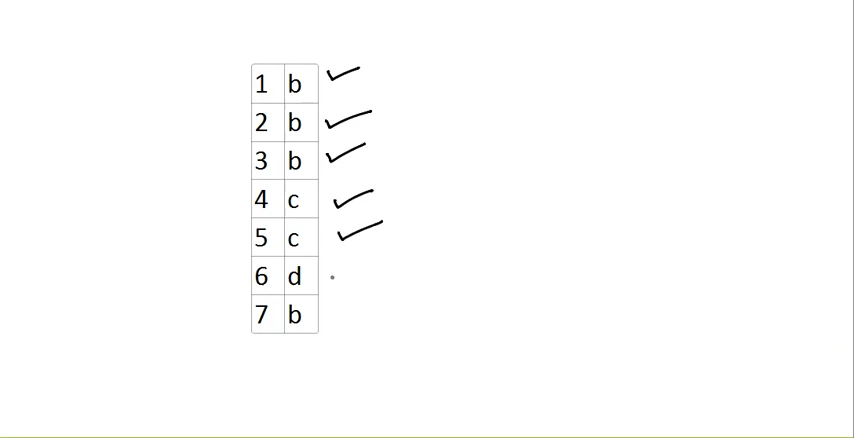 1 b ✓
2 b ✓
3 b ✓
4 c ✓
5 c ✓
6 d
7 b